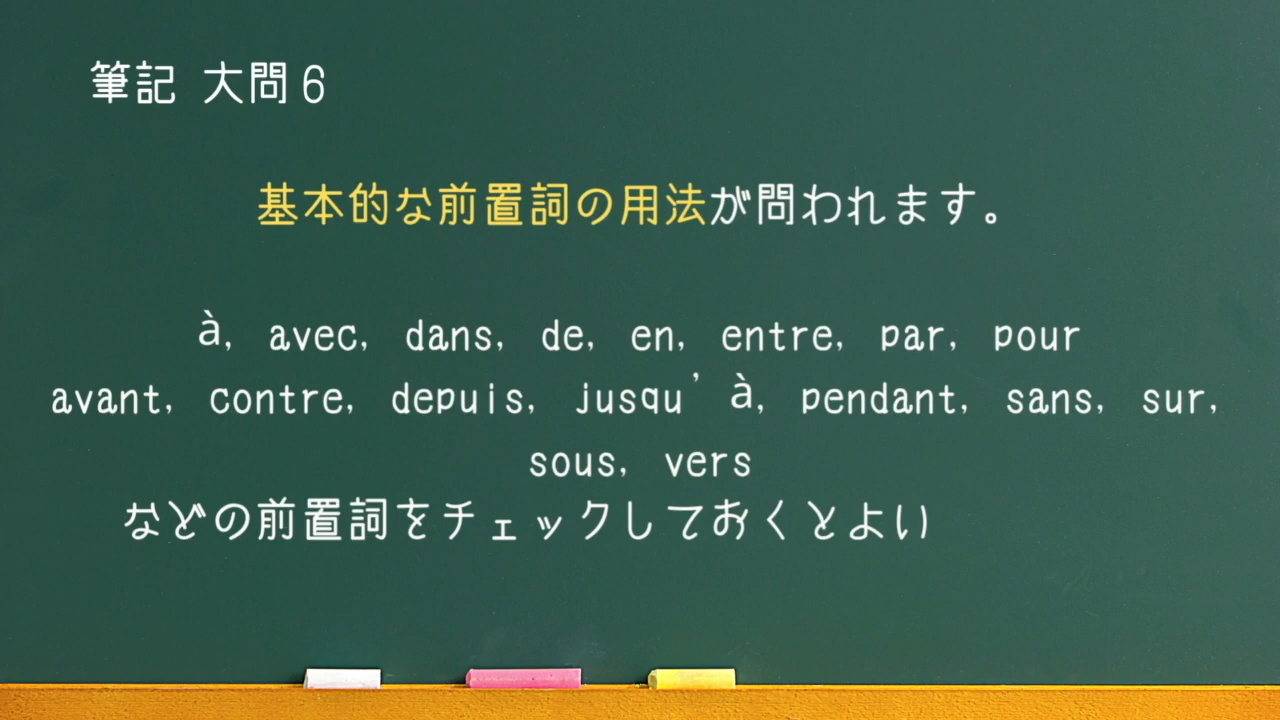 筆記 大問6
基本的な前置詞の用法が問われます。
à, avec, dans, de, en, entre, par, pour
avant, contre, depuis, jusqu’à, pendant, sans, sur,
sous, vers
などの前置詞をチェックしておくとよい